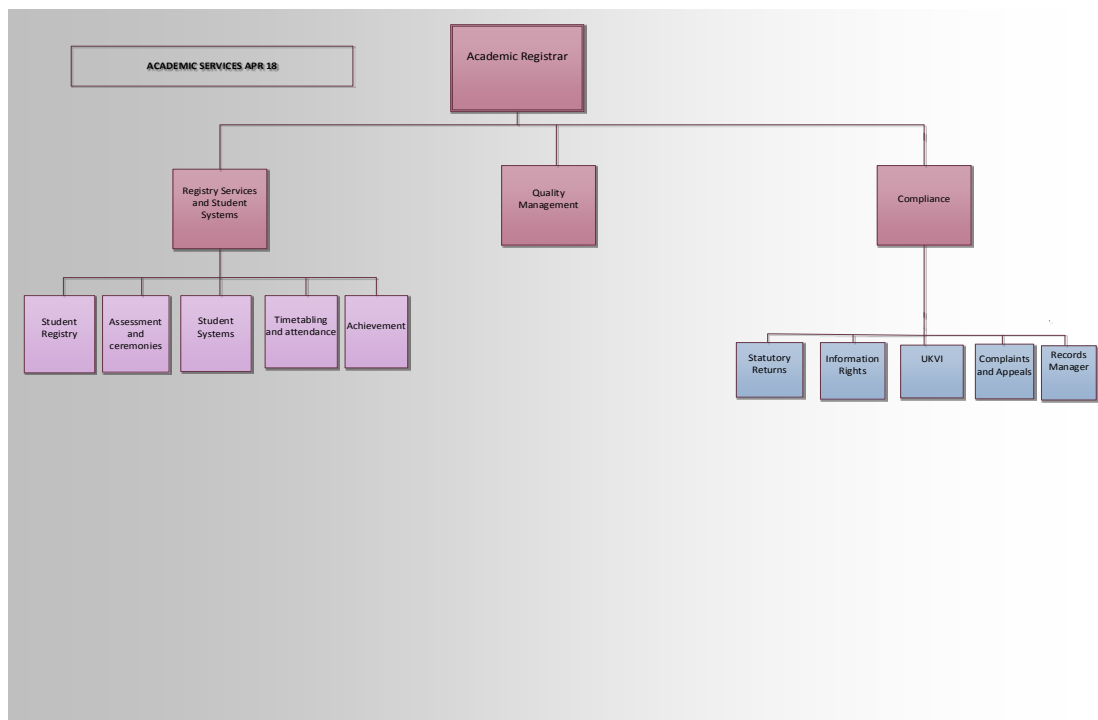 Academic Registrar
ACADEMIC SERVICES APR 18
Registry Services
and Student
Systems
Quality
Management
Compliance
Student
Registry
Assessment
and
ceremonies
Student
Systems
Timetabling
and attendance
Achievement
Statutory
Returns
Information
Rights
UKVI
Complaints
and Appeals
Records
Manager